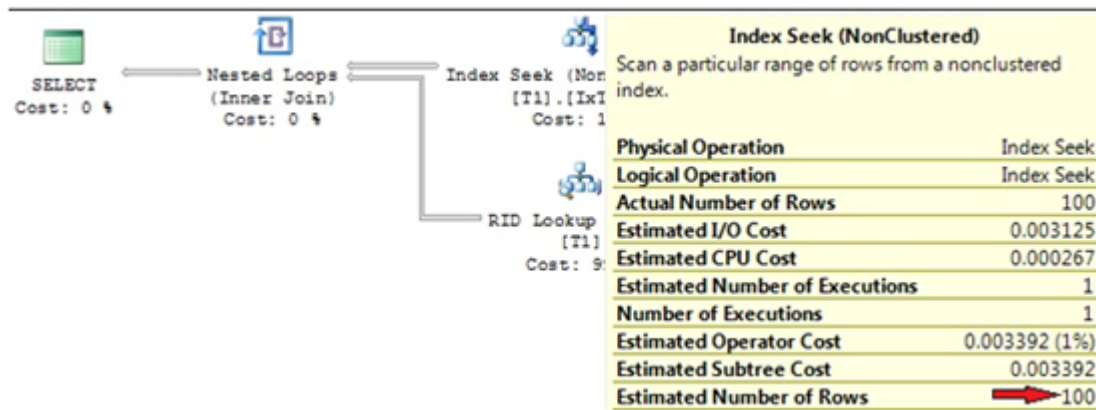 SELECT
Cost: 0 %
Nested Loops
(Inner Join)
Cost: 0 %
Index Seek (Non
[T1].[IxT
Cost: 1
RID Lookup
[T1]
Cost: 9
Index Seek (NonClustered)
Scan a particular range of rows from a nonclustered
index.
Physical Operation Index Seek
Logical Operation Index Seek
Actual Number of Rows 100
Estimated I/O Cost 0.003125
Estimated CPU Cost 0.000267
Estimated Number of Executions 1
Number of Executions 1
Estimated Operator Cost 0.003392 (1%)
Estimated Subtree Cost 0.003392
Estimated Number of Rows 100